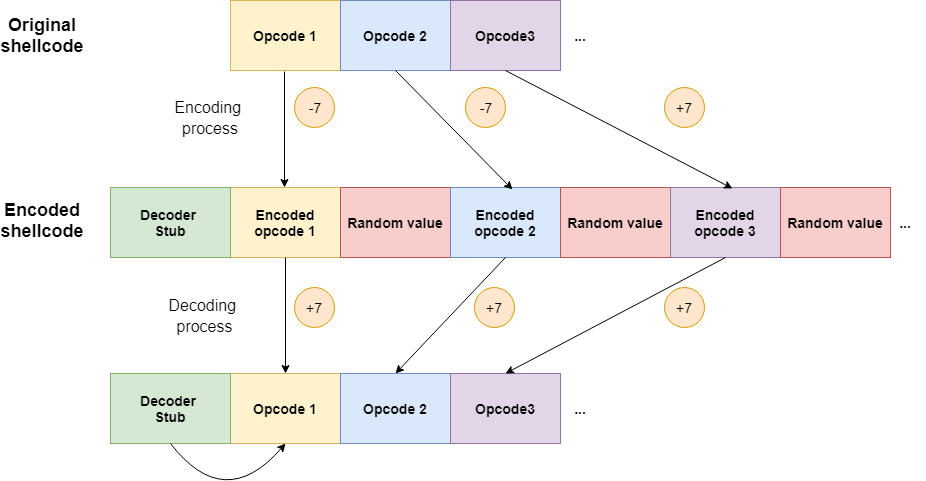 Original
shellcode
Opcode 1
Opcode 2
Opcode3
...
Encoding
process
-7
-7
+7
Encoded
shellcode
Decoder
Stub
Encoded
opcode 1
Random value
Encoded
opcode 2
Random value
Encoded
opcode 3
Random value
...
Decoding
process
+7
+7
+7
Decoder
Stub
Opcode 1
Opcode 2
Opcode3
...